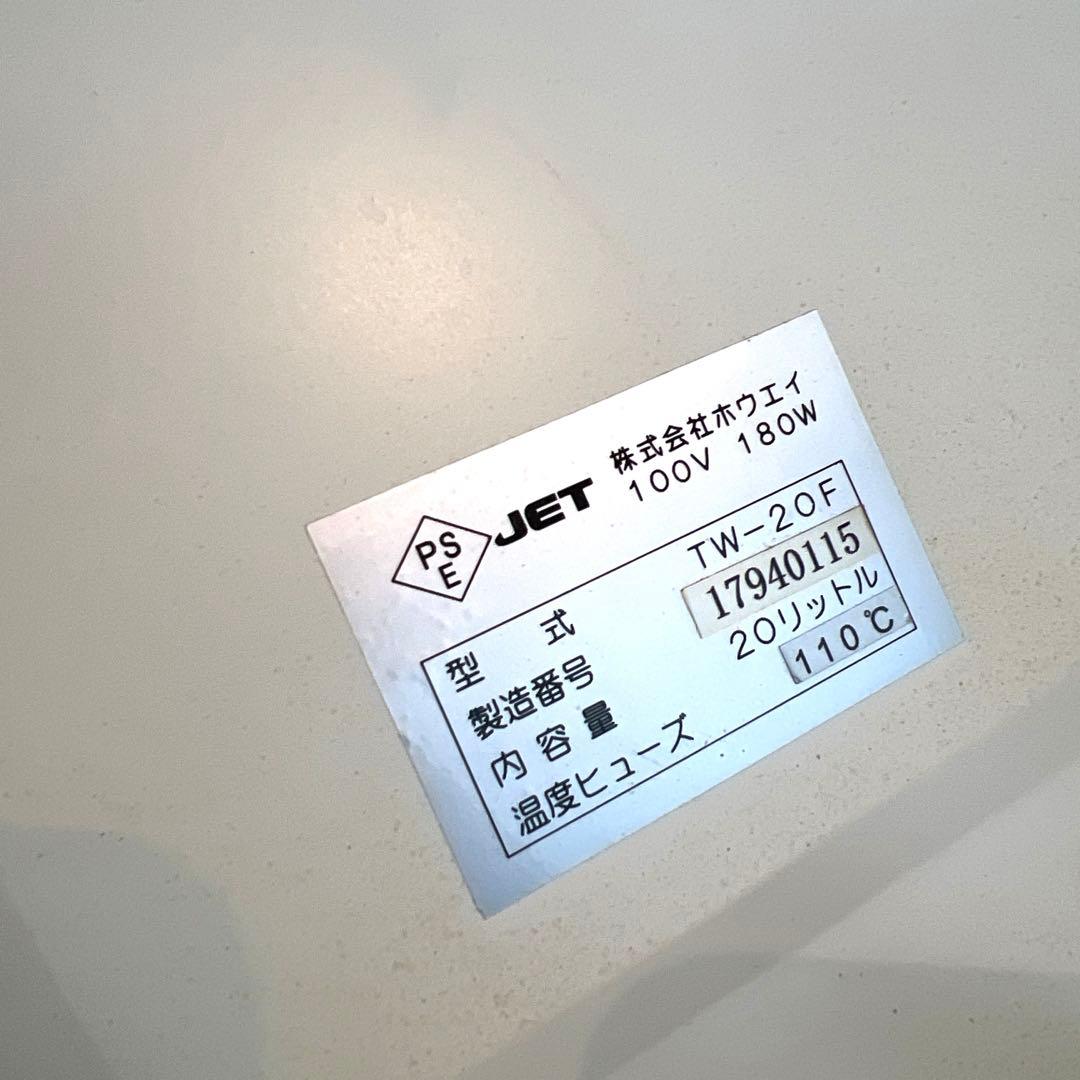 PS
E
JET
株式会社ホウエイ
100V 180W
型式 TW-20F
製造番号 17940115
内容量 20リットル
温度ヒューズ 110℃